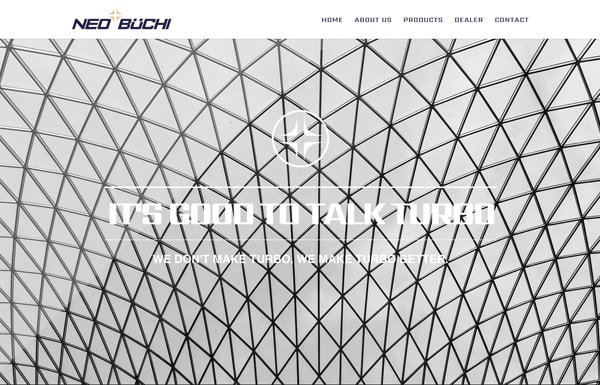 NEO BÜCHI
HOME ABOUT US PRODUCTS DEALER CONTACT
IT'S GOOD TO TALK TURBO
WE DON'T MAKE TURBO. WE MAKE TURBO BETTER.